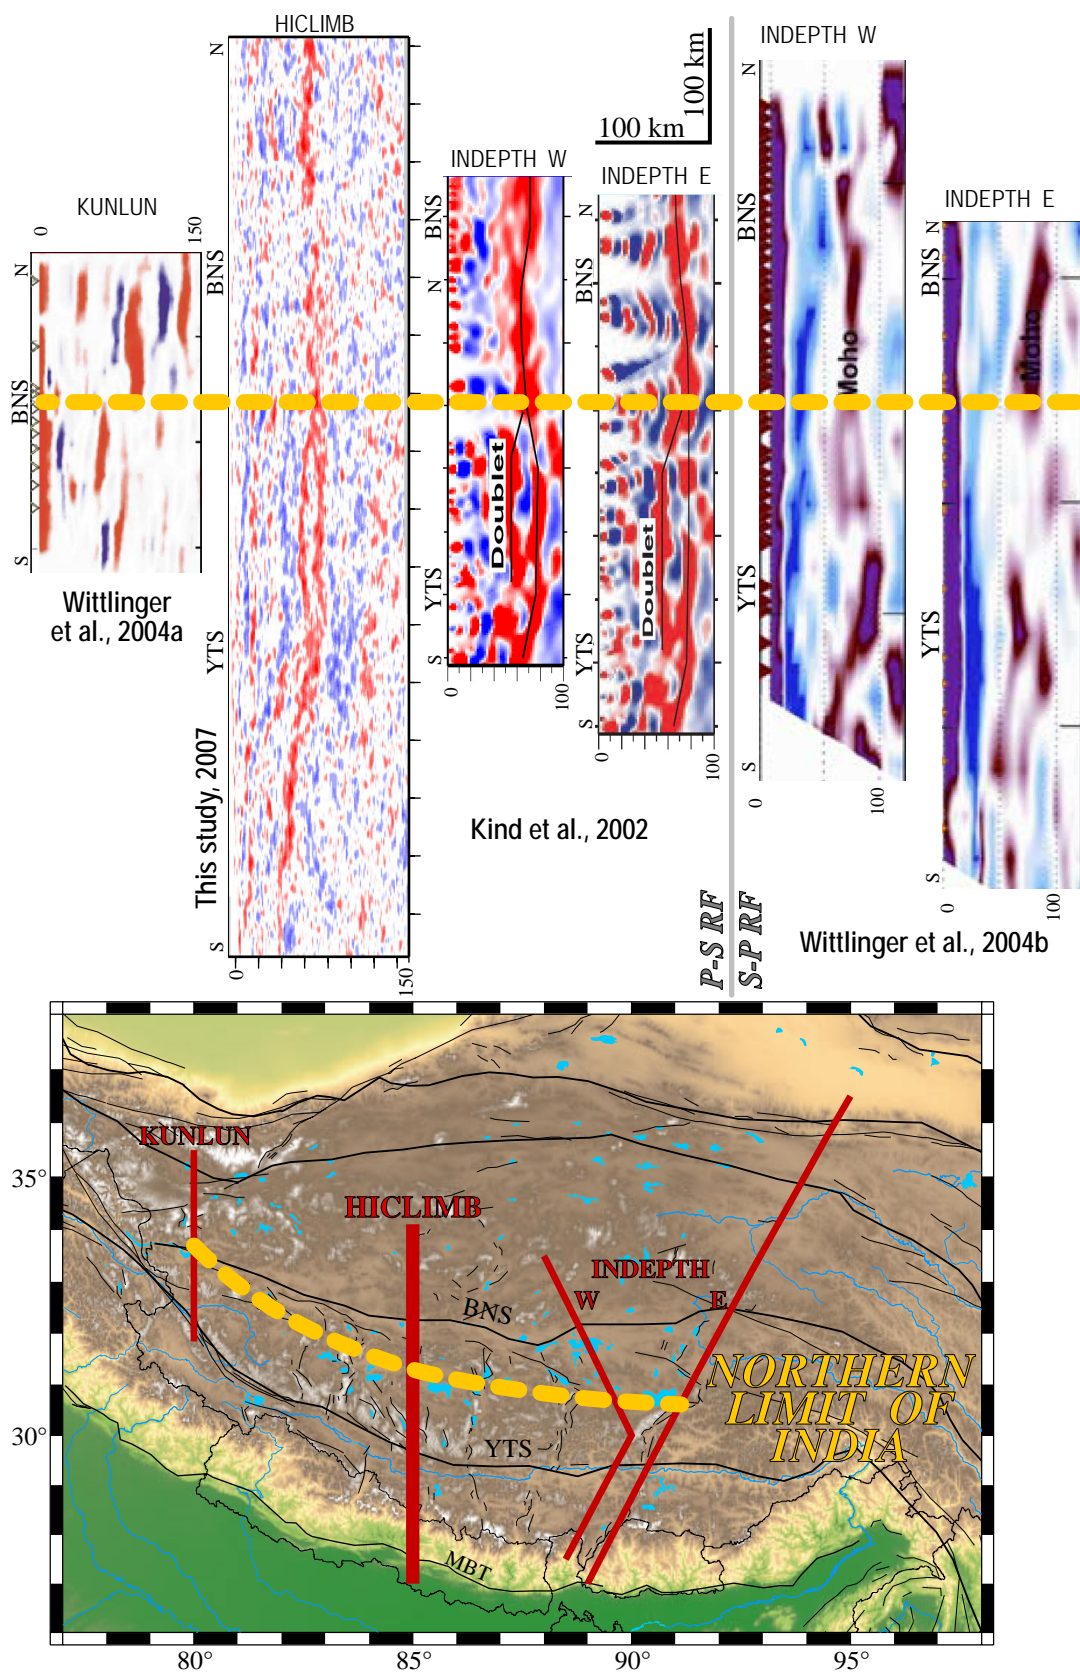 HICLIMB
INDEPTH W
100 km
100 km
INDEPTH W
INDEPTH E
INDEPTH E
KUNLUN
0
150
N
BNS
S
N
BNS
YTS
S
BNS
N
YTS
S
N
BNS
YTS
S
N
BNS
YTS
S
N
BNS
YTS
S
Doublet
Doublet
Moho
Moho
Wittlinger
et al., 2004a
This study, 2007
0
150
0
100
0
100
0
100
0
100
Kind et al., 2002
P-S RF
S-P RF
Wittlinger et al., 2004b
KUNLUN
35°
HICLIMB
INDEPTH
W
E
BNS
NORTHERN
LIMIT OF
INDIA
30°
YTS
MBT
80°
85°
90°
95°